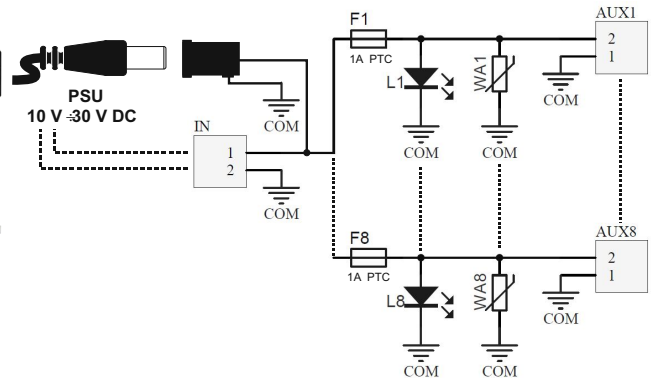 F1
AUX1
1A PTC
2
1
L1
WA1
COM
PSU
10 V ÷30 V DC
COM
COM
COM
COM
IN
1
2
COM
F8
AUX8
1A PTC
2
1
L8
WA8
COM
COM
COM